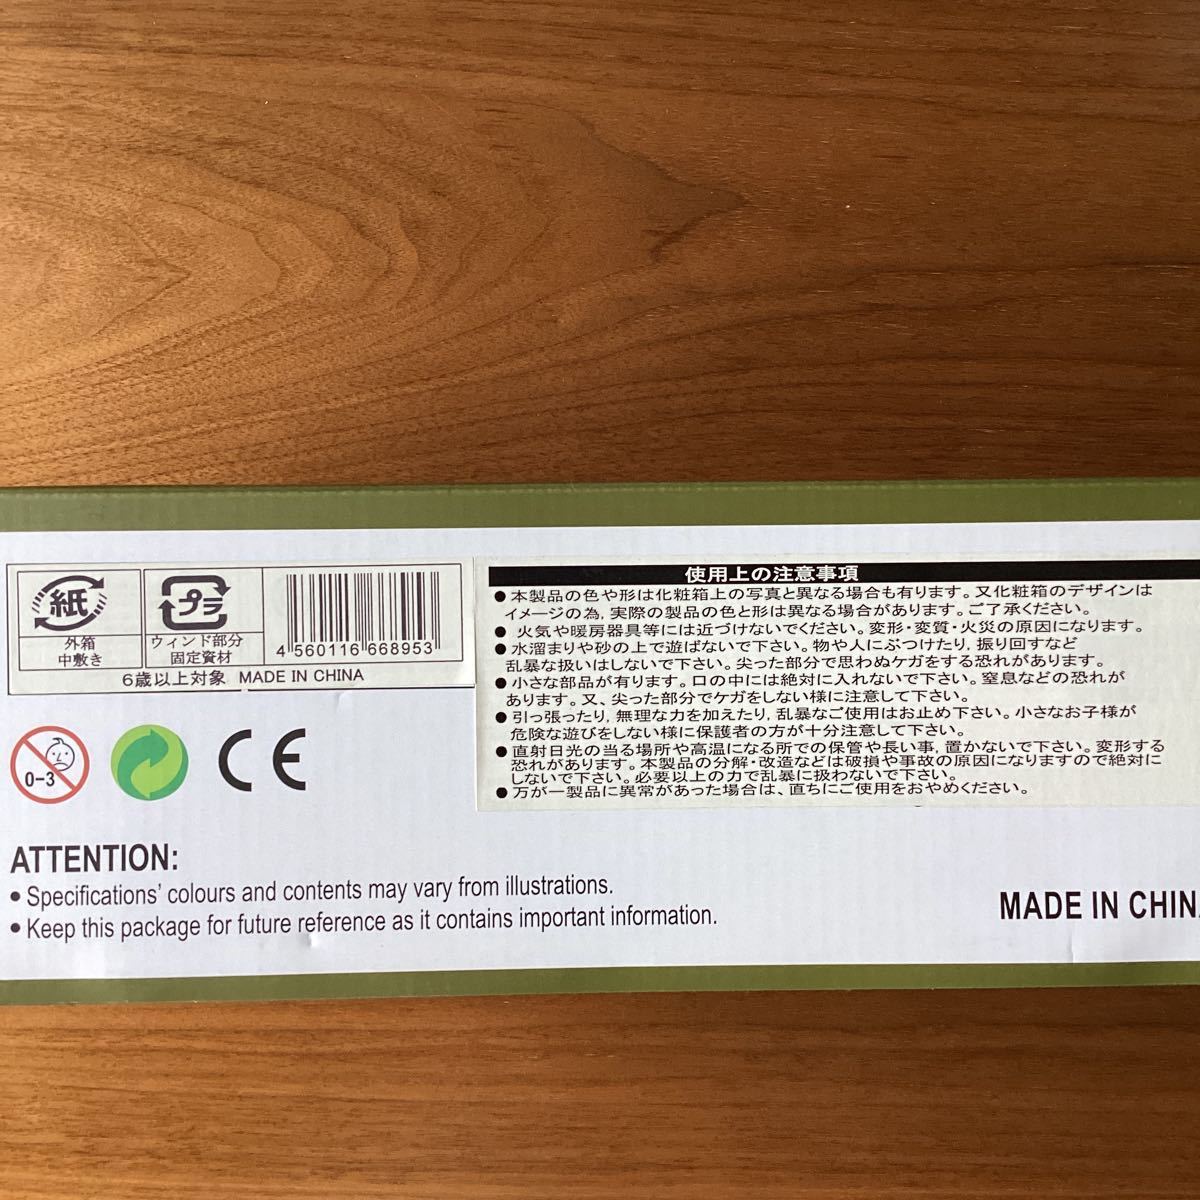 紙
外箱
中敷き
プラ
ウィンド部分
固定資材
4 560116 668953
6歳以上対象 MADE IN CHINA
使用上の注意事項
●本製品の色や形は化粧箱上の写真と異なる場合も有ります。又化粧箱のデザインは
イメージの為, 実際の製品の色と形は異なる場合があります。ご了承ください。
● 火気や暖房器具等には近づけないでください。変形・変質・火災の原因になります。
●水溜まりや砂の上で遊ばないで下さい。物や人にぶつけたり, 振り回すなど
乱暴な扱いはしないで下さい。尖った部分で思わぬケガをする恐れがあります。
●小さな部品が有ります。口の中には絶対に入れないで下さい。窒息などの恐れが
あります。又、尖った部分でケガをしない様に注意して下さい。
●引っ張ったり, 無理な力を加えたり, 乱暴なご使用はお止め下さい。小さなお子様が
危険な遊びをしない様に保護者の方が十分注意して下さい。
●直射日光の当る場所や高温になる所での保管や長い事, 置かないで下さい。変形する
恐れがあります。本製品の分解・改造などは破損や事故の原因になりますので絶対に
しないで下さい。必要以上の力で乱暴に扱わないで下さい。
●万が一製品に異常があった場合は、直ちにご使用をおやめください。
0-3
CE
ATTENTION:
• Specifications' colours and contents may vary from illustrations.
• Keep this package for future reference as it contains important information.
MADE IN CHIN